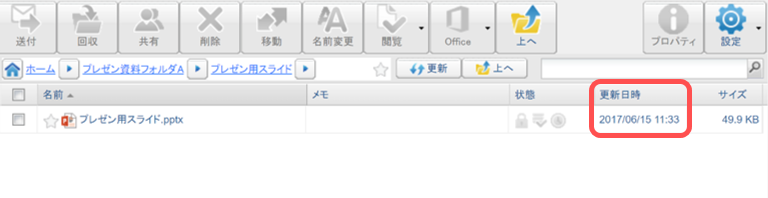 送付 回収 共有 削除 移動 名前変更 閲覧 Office 上へ プロパティ 設定
ホーム プレゼン資料フォルダA プレゼン用スライド 更新 上へ
名前 メモ 状態 更新日時 サイズ
プレゼン用スライド.pptx 2017/06/15 11:33 49.9 KB